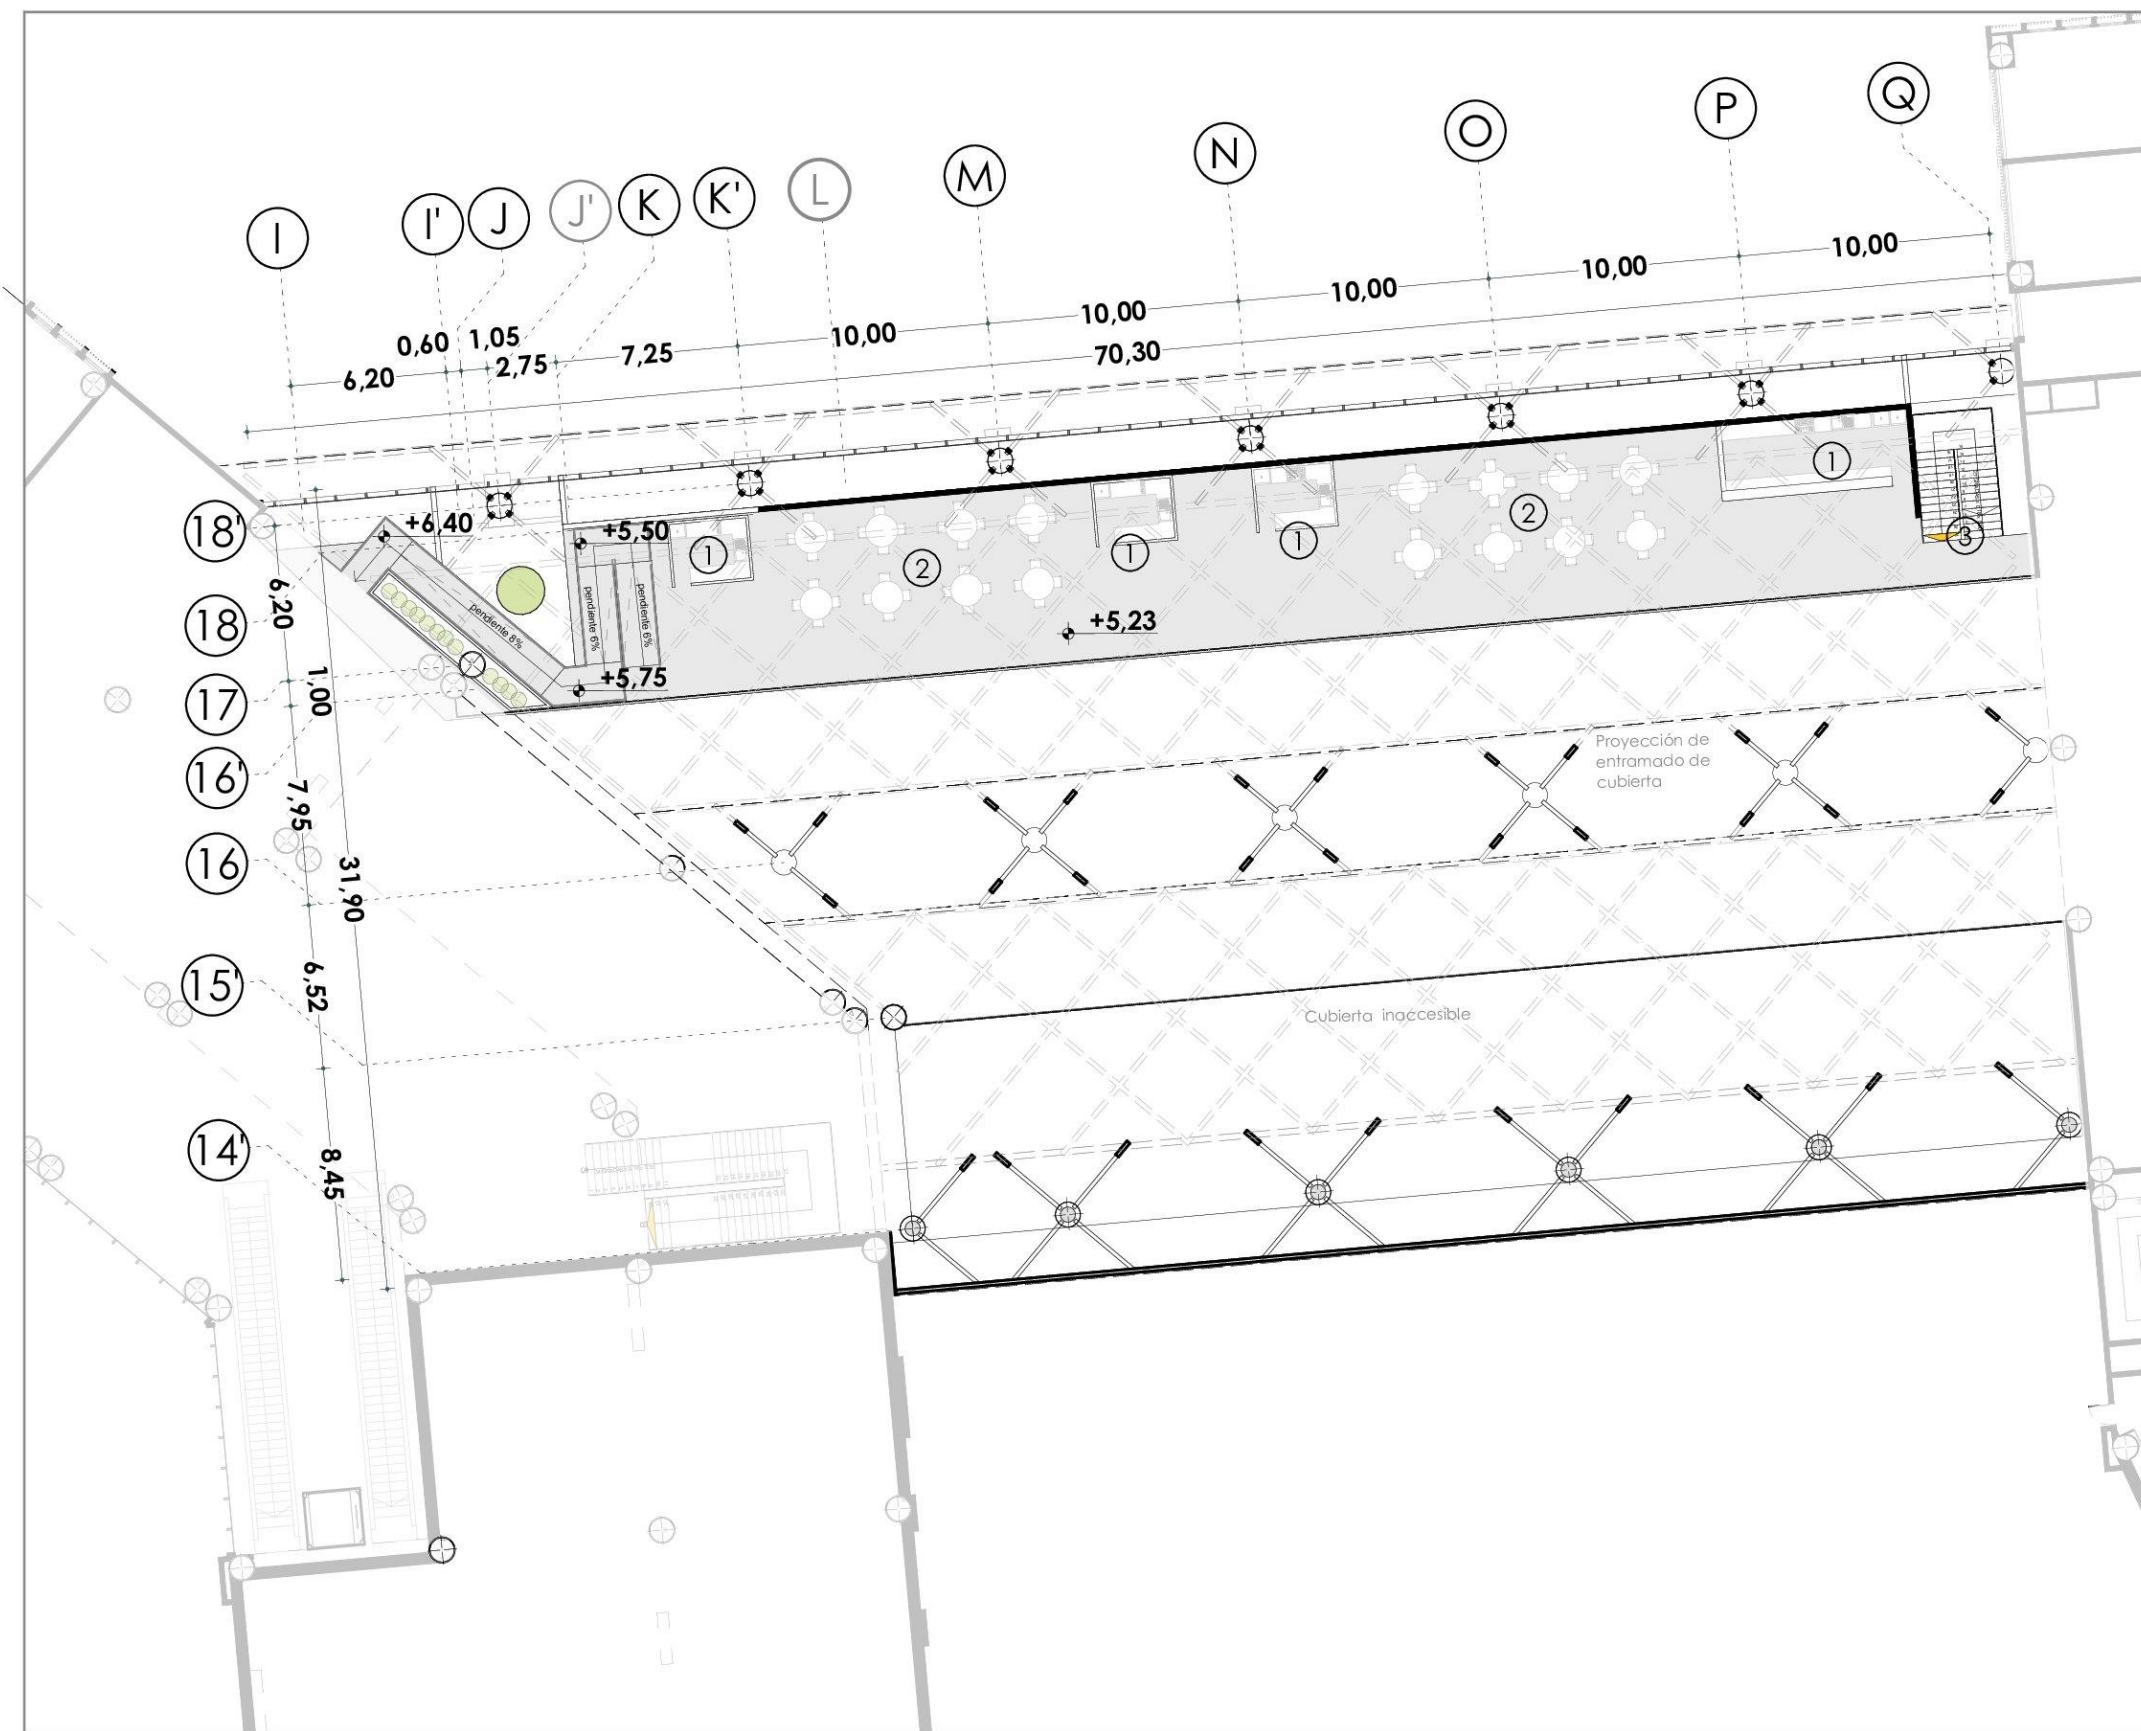 I
I'
J
J'
K
K'
L
M
N
O
P
Q
6,20
0,60
1,05
2,75
7,25
10,00
10,00
10,00
10,00
10,00
70,30
18'
18
17
16'
16
15'
14'
6,20
1,00
7,95
6,52
8,45
31,90
+6,40
+5,50
+5,75
+5,23
pendiente 8%
pendiente 6%
pendiente 6%
1
2
1
1
2
1
3
Proyección de
entramado de
cubierta
Cubierta inaccesible